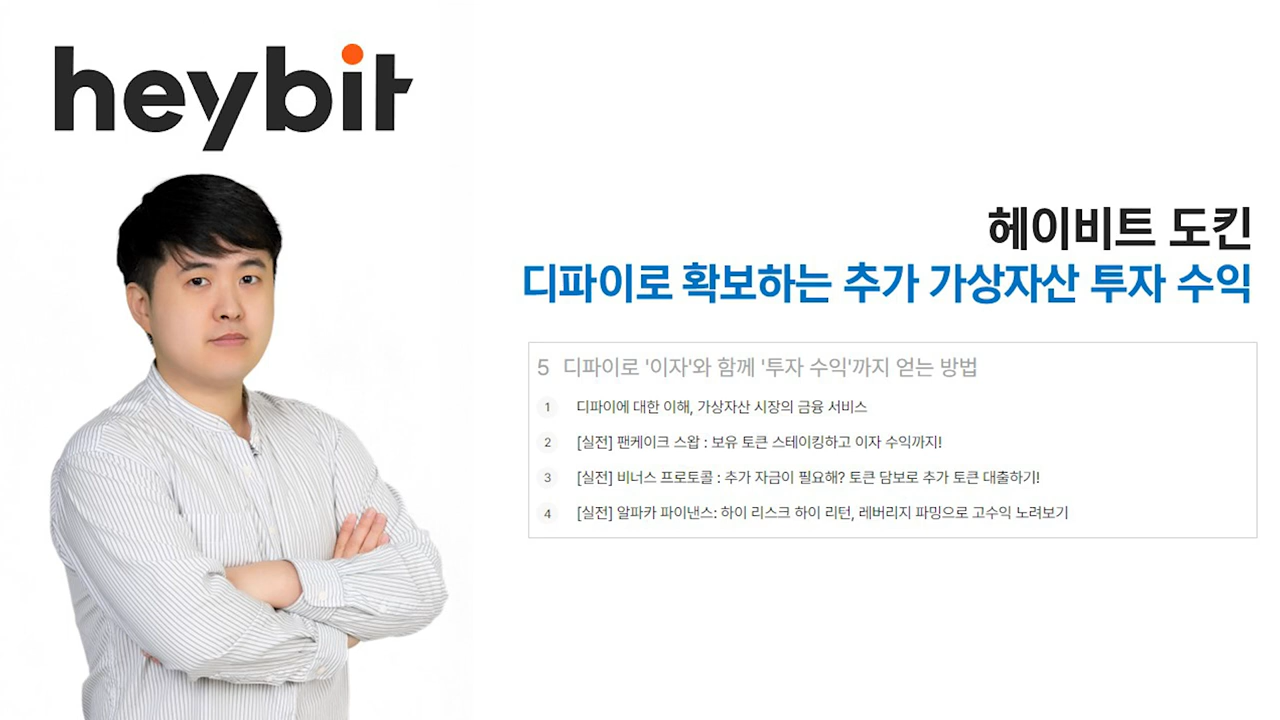 heybit
헤이비트 도킨
디파이로 확보하는 추가 가상자산 투자 수익
5 디파이로 '이자'와 함께 '투자 수익'까지 얻는 방법
1 디파이에 대한 이해, 가상자산 시장의 금융 서비스
2 [실전] 팬케이크 스왑 : 보유 토큰 스테이킹하고 이자 수익까지!
3 [실전] 비너스 프로토콜 : 추가 자금이 필요해? 토큰 담보로 추가 토큰 대출하기!
4 [실전] 알파카 파이낸스: 하이 리스크 하이 리턴, 레버리지 파밍으로 고수익 노려보기